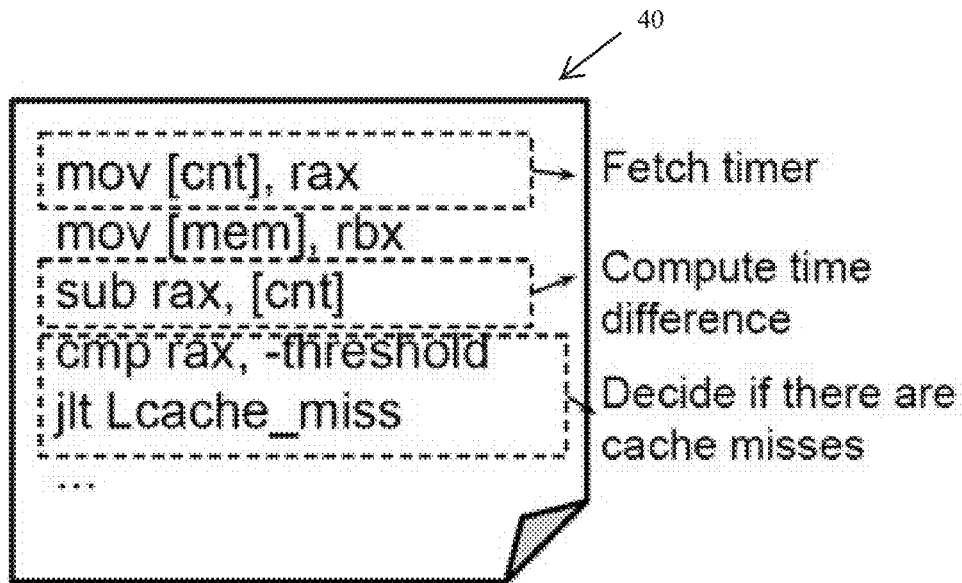 40
mov [cnt], rax
Fetch timer
mov [mem], rbx
sub rax, [cnt]
Compute time
difference
cmp rax, -threshold
jlt Lcache_miss
Decide if there are
cache misses
...